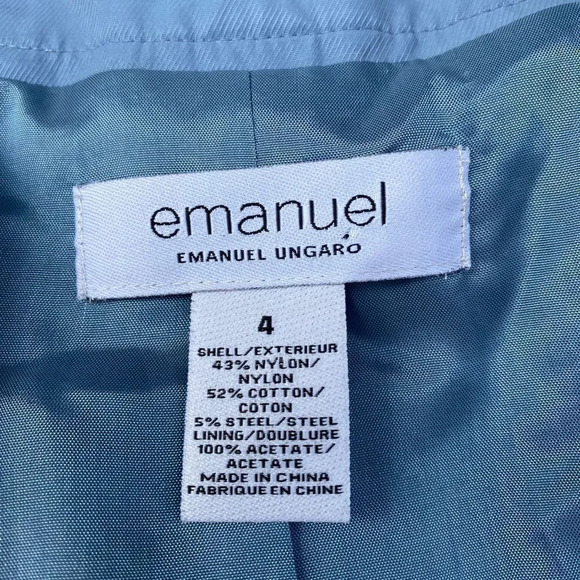 emanuel
EMANUEL UNGARO
4
SHELL/EXTERIEUR
43% NYLON/
NYLON
52% COTTON/
COTON
5% STEEL/STEEL
LINING/DOUBLURE
100% ACETATE/
ACETATE
MADE IN CHINA
FABRIQUE EN CHINE